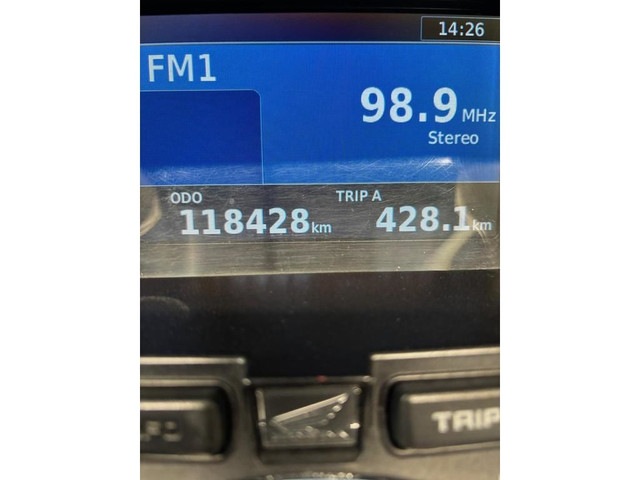 14:26
FM1
98.9 MHz
Stereo
ODO TRIP A
118428 km 428.1 km
TRIP